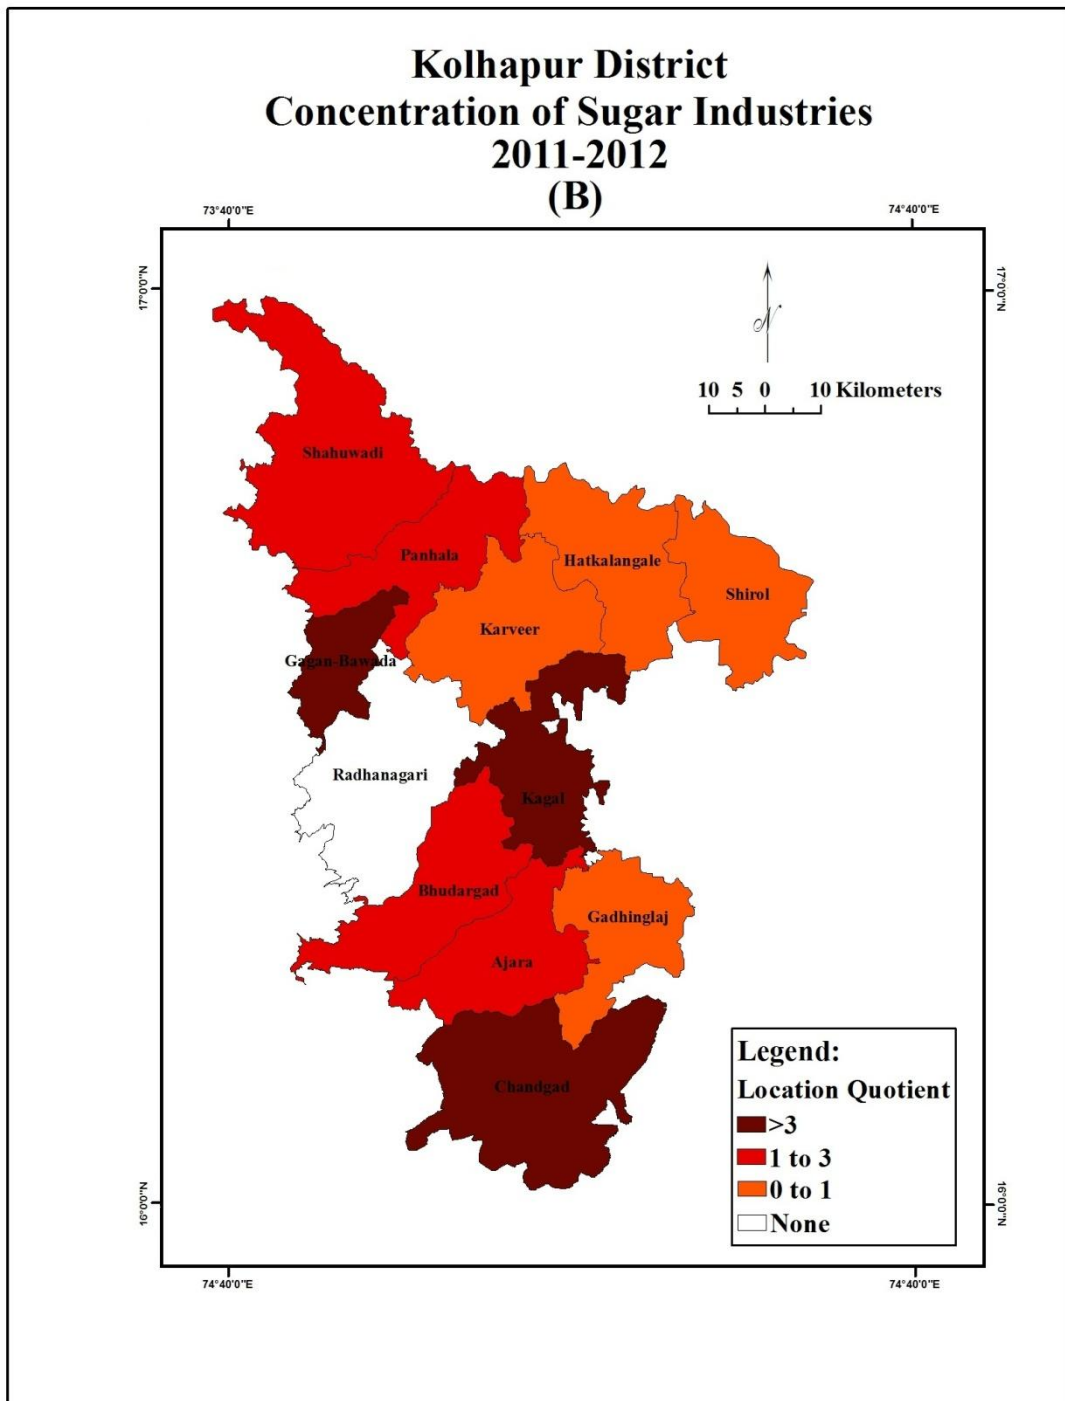 Kolhapur District
Concentration of Sugar Industries
2011-2012
(B)
73°40'0"E
74°40'0"E
17°0'0"N
17°0'0"N
N
10 5 0 10 Kilometers
Shahuwadi
Panhala
Hatkalangale
Shirol
Karveer
Gagan-Bawada
Radhanagari
Kagal
Bhudargad
Gadhinglaj
Ajara
Chandgad
Legend:
Location Quotient
>3
1 to 3
0 to 1
None
16°0'0"N
16°0'0"N
74°40'0"E
74°40'0"E